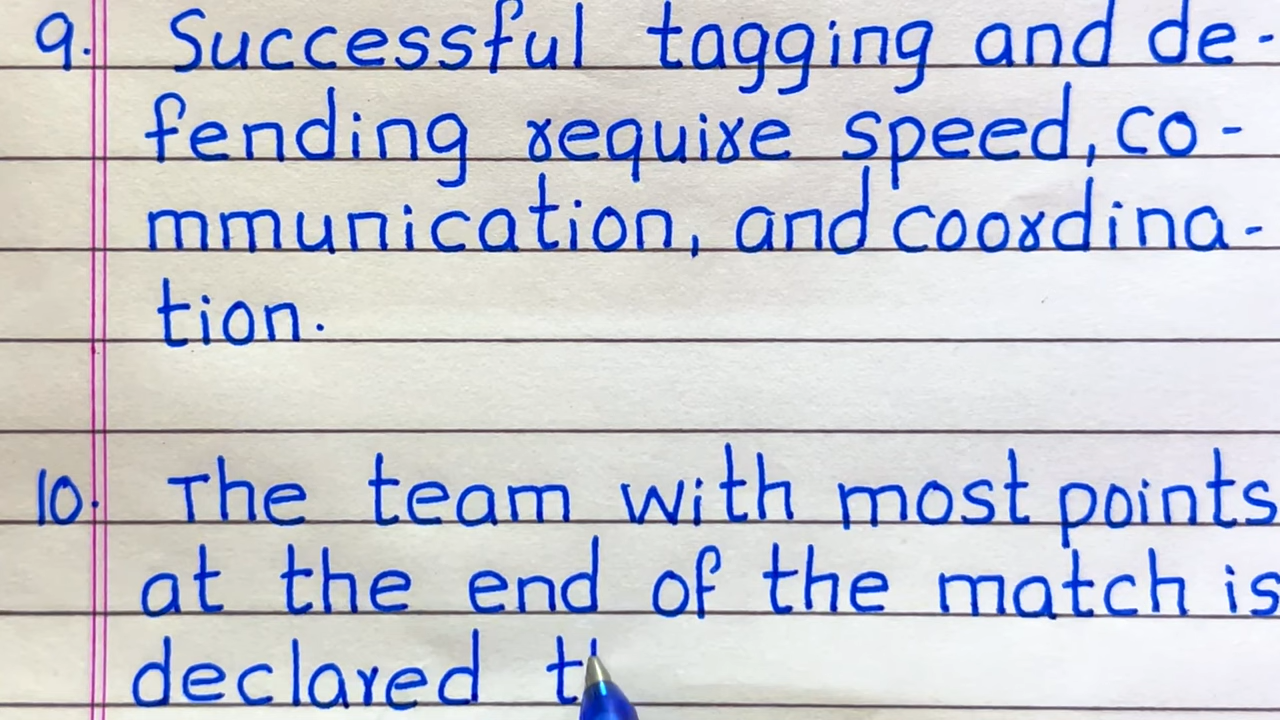 9. Successful tagging and de-
fending require speed, co-
mmunication, and coordina-
tion.
10. The team with most points
at the end of the match is
declared